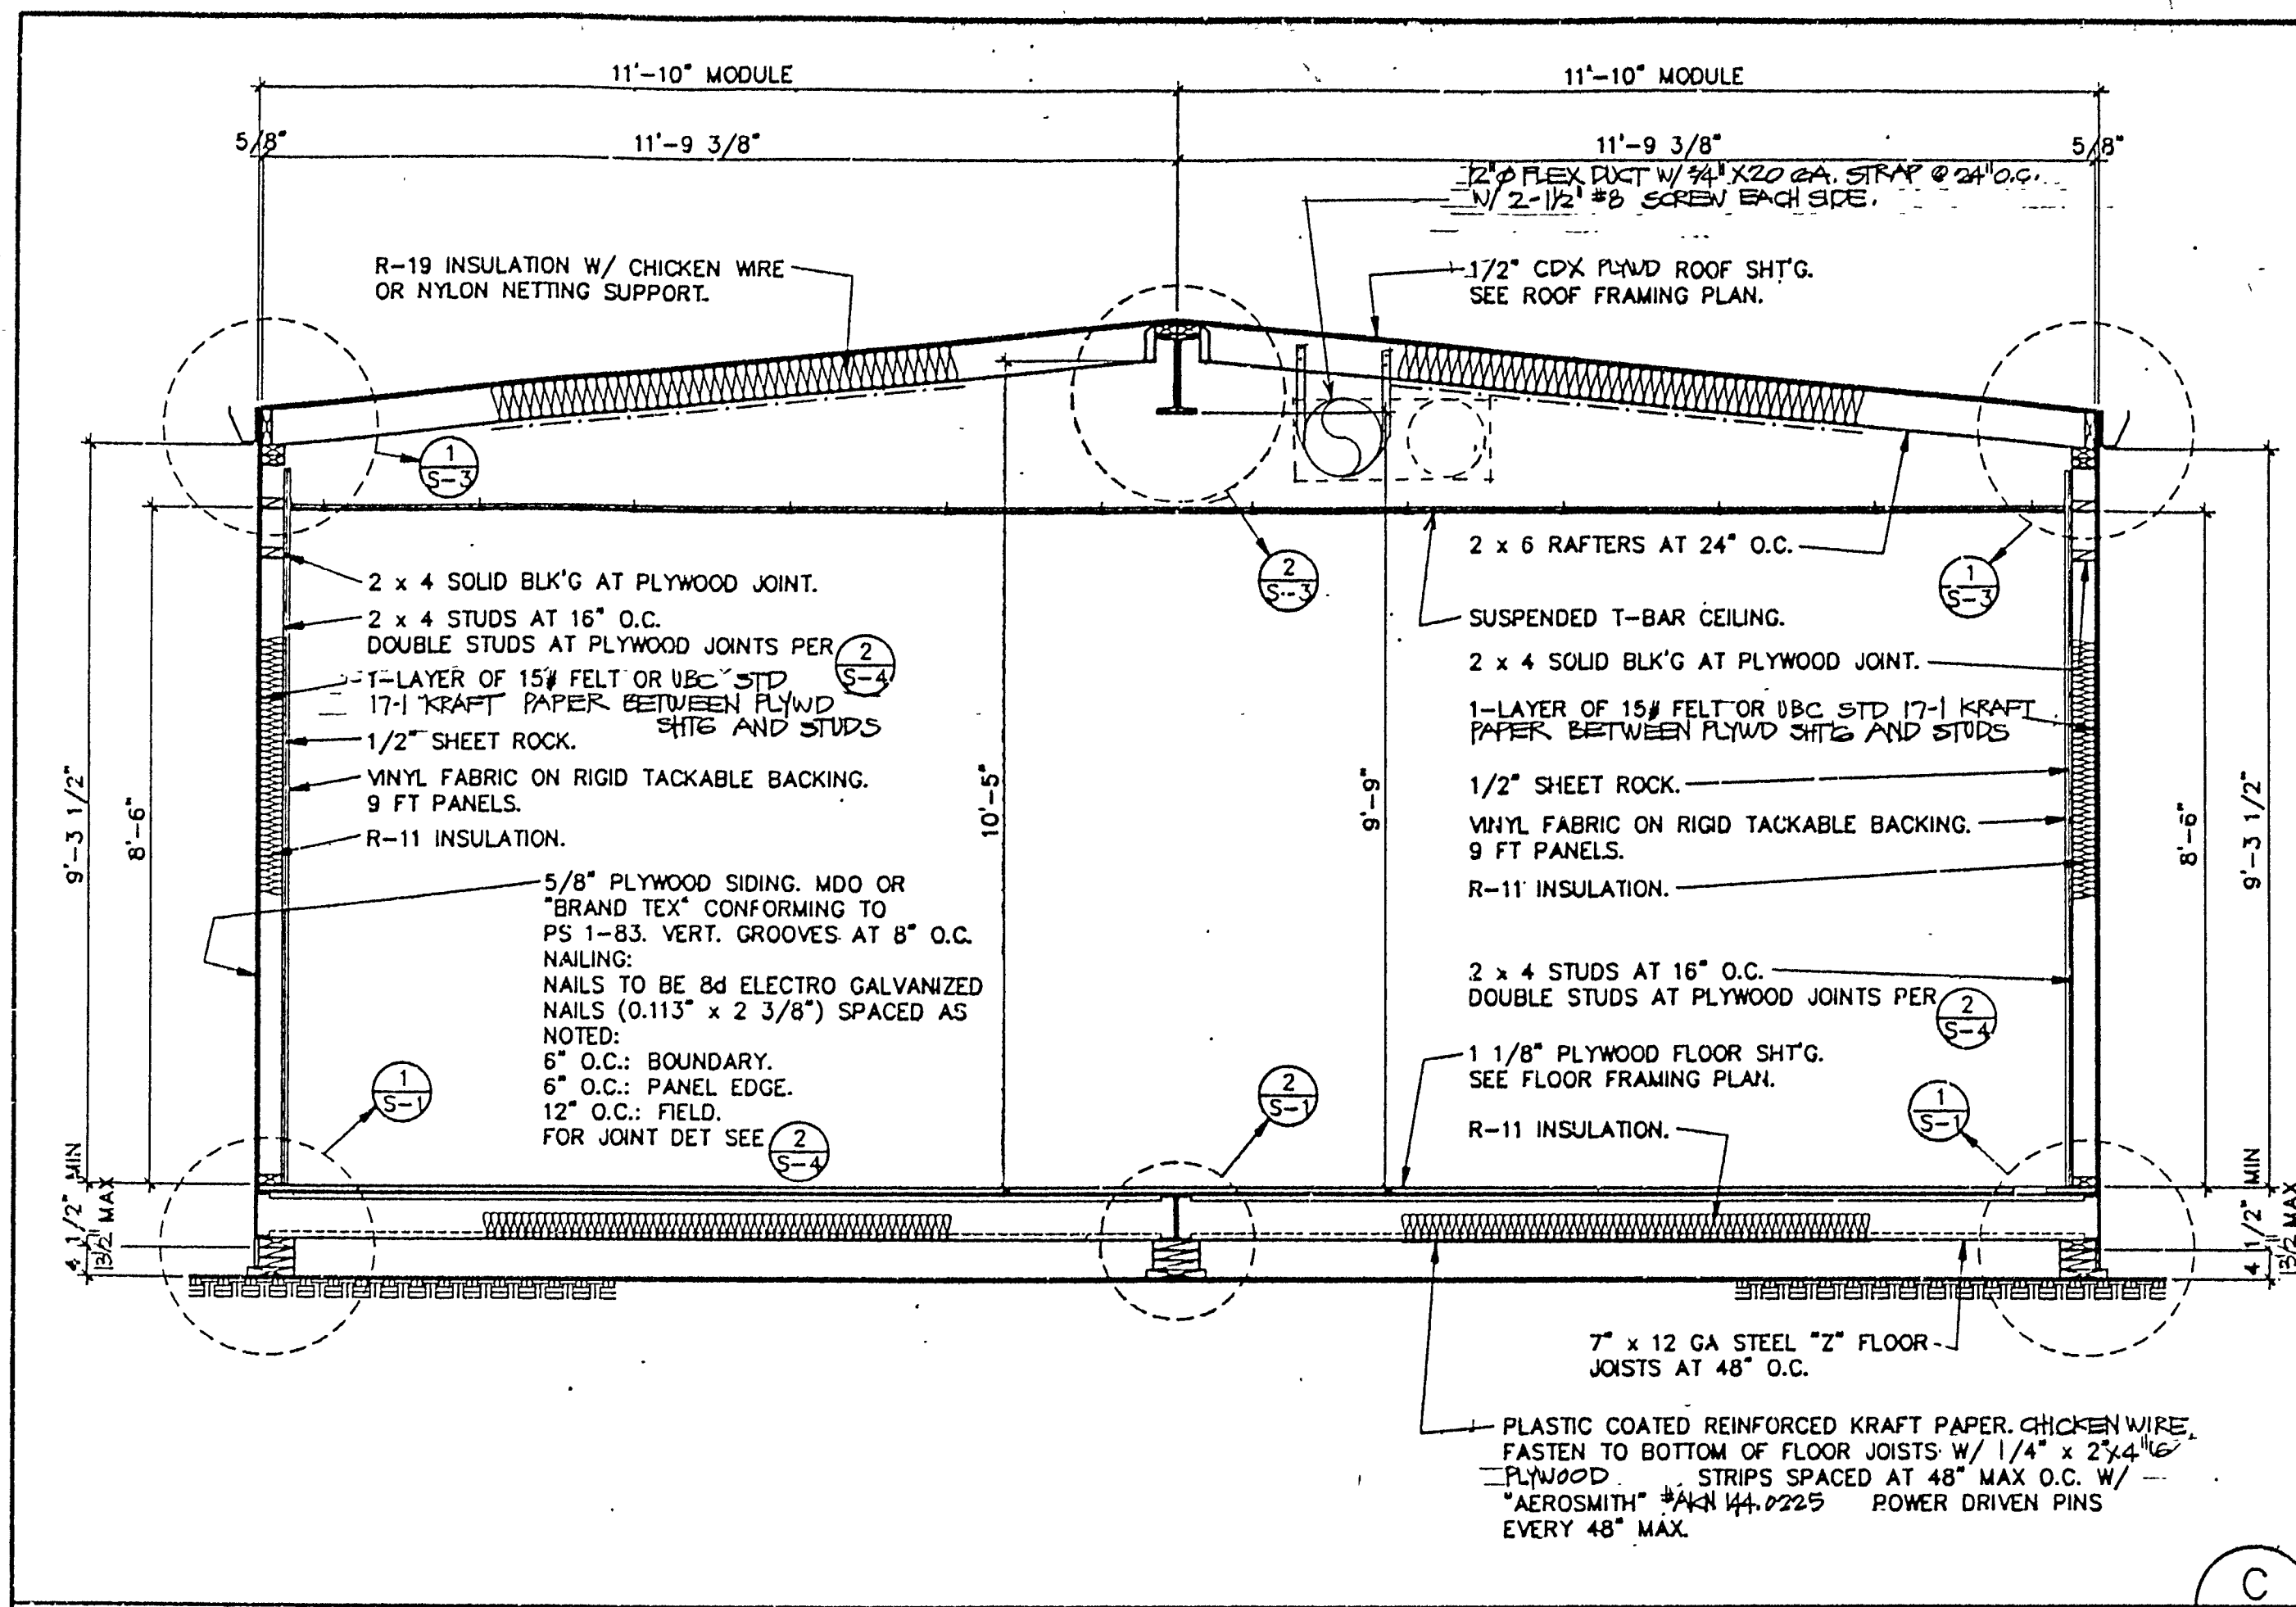 11'-10" MODULE
11'-10" MODULE
5/8"
11'-9 3/8"
11'-9 3/8"
5/8"
12"ø FLEX DUCT W/ 3/4" X 20 GA. STRAP @ 24" O.C.
W/ 2-1 1/2" #8 SCREW EACH SIDE.
R-19 INSULATION W/ CHICKEN WIRE
OR NYLON NETTING SUPPORT.
1/2" CDX PLYWD ROOF SHT'G.
SEE ROOF FRAMING PLAN.
1
S-3
2
S-3
1
S-3
2 x 4 SOLID BLK'G AT PLYWOOD JOINT.
2 x 4 STUDS AT 16" O.C.
DOUBLE STUDS AT PLYWOOD JOINTS PER
2
S-4
1-LAYER OF 15# FELT OR UBC STD
17-1 KRAFT PAPER BETWEEN PLYWD
SHTG AND STUDS
1/2" SHEET ROCK.
VINYL FABRIC ON RIGID TACKABLE BACKING.
9 FT PANELS.
R-11 INSULATION.
5/8" PLYWOOD SIDING. MDO OR
"BRAND TEX" CONFORMING TO
PS 1-83. VERT. GROOVES AT 8" O.C.
NAILING:
NAILS TO BE 8d ELECTRO GALVANIZED
NAILS (0.113" x 2 3/8") SPACED AS
NOTED:
6" O.C.: BOUNDARY.
6" O.C.: PANEL EDGE.
12" O.C.: FIELD.
FOR JOINT DET SEE
2
S-4
1
S-1
9'-3 1/2"
8'-6"
4 1/2" MIN
13 1/2" MAX
10'-5"
9'-9"
2
S-1
2 x 6 RAFTERS AT 24" O.C.
SUSPENDED T-BAR CEILING.
2 x 4 SOLID BLK'G AT PLYWOOD JOINT.
1-LAYER OF 15# FELT OR UBC STD 17-1 KRAFT
PAPER BETWEEN PLYWD SHTG AND STUDS
1/2" SHEET ROCK.
VINYL FABRIC ON RIGID TACKABLE BACKING.
9 FT PANELS.
R-11 INSULATION.
2 x 4 STUDS AT 16" O.C.
DOUBLE STUDS AT PLYWOOD JOINTS PER
2
S-4
1 1/8" PLYWOOD FLOOR SHT'G.
SEE FLOOR FRAMING PLAN.
R-11 INSULATION.
1
S-1
8'-6"
9'-3 1/2"
4 1/2" MIN
13 1/2" MAX
7" x 12 GA STEEL "Z" FLOOR
JOISTS AT 48" O.C.
PLASTIC COATED REINFORCED KRAFT PAPER. CHICKEN WIRE.
FASTEN TO BOTTOM OF FLOOR JOISTS W/ 1/4" x 2"x4"
PLYWOOD STRIPS SPACED AT 48" MAX O.C. W/
"AEROSMITH" #AKN 144.0225 POWER DRIVEN PINS
EVERY 48" MAX.
C